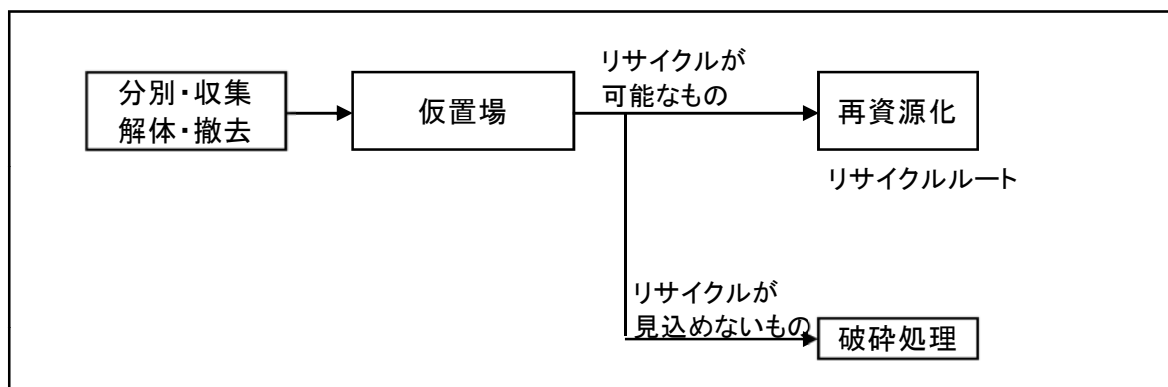 分別・収集
解体・撤去
仮置場
リサイクルが
可能なもの
再資源化
リサイクルルート
リサイクルが
見込めないもの
破砕処理